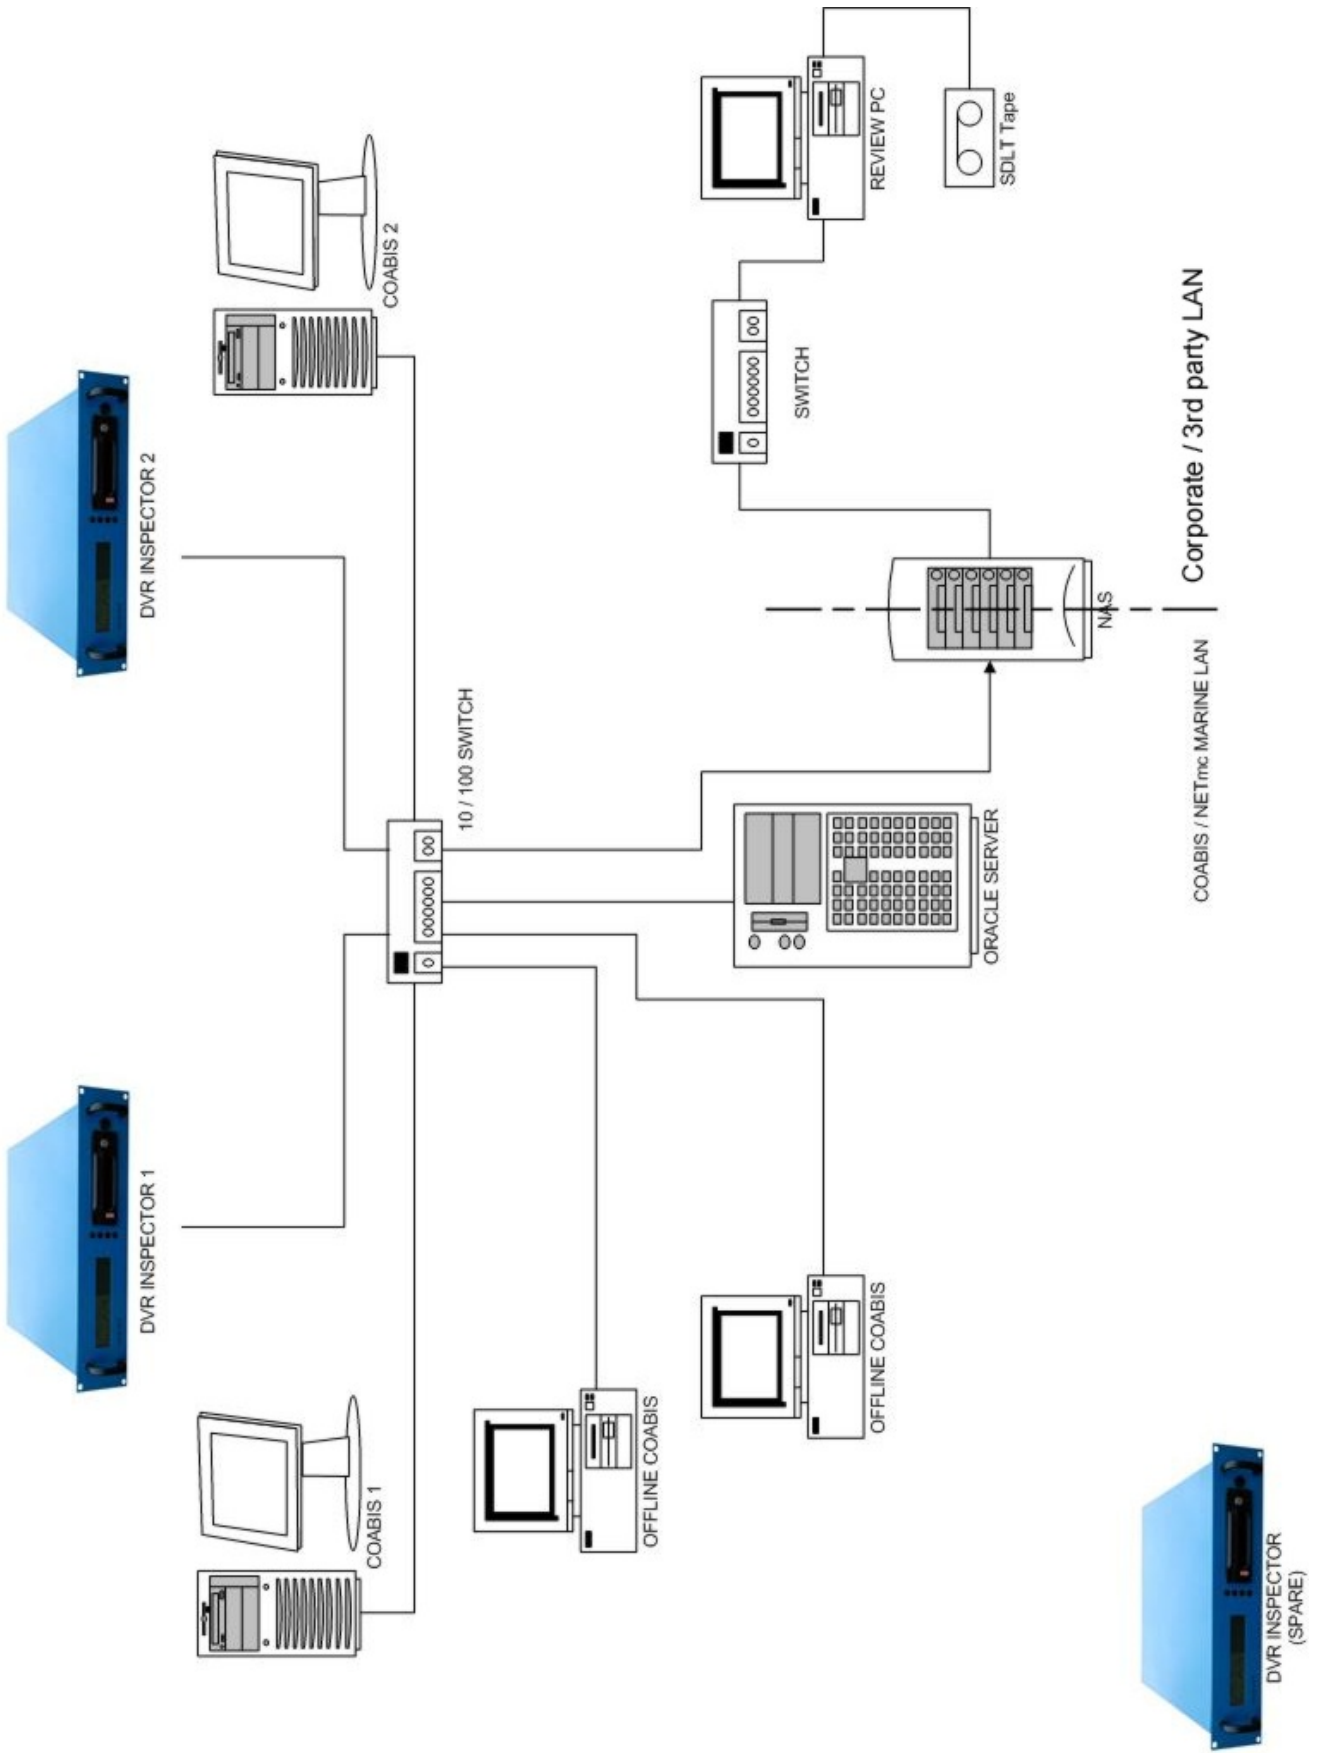 DVR INSPECTOR 1
DVR INSPECTOR 2
COABIS 1
COABIS 2
10 / 100 SWITCH
OFFLINE COABIS
OFFLINE COABIS
ORACLE SERVER
NAS
SWITCH
REVIEW PC
SDLT Tape
COABIS / NETmc MARINE LAN
Corporate / 3rd party LAN
DVR INSPECTOR
(SPARE)